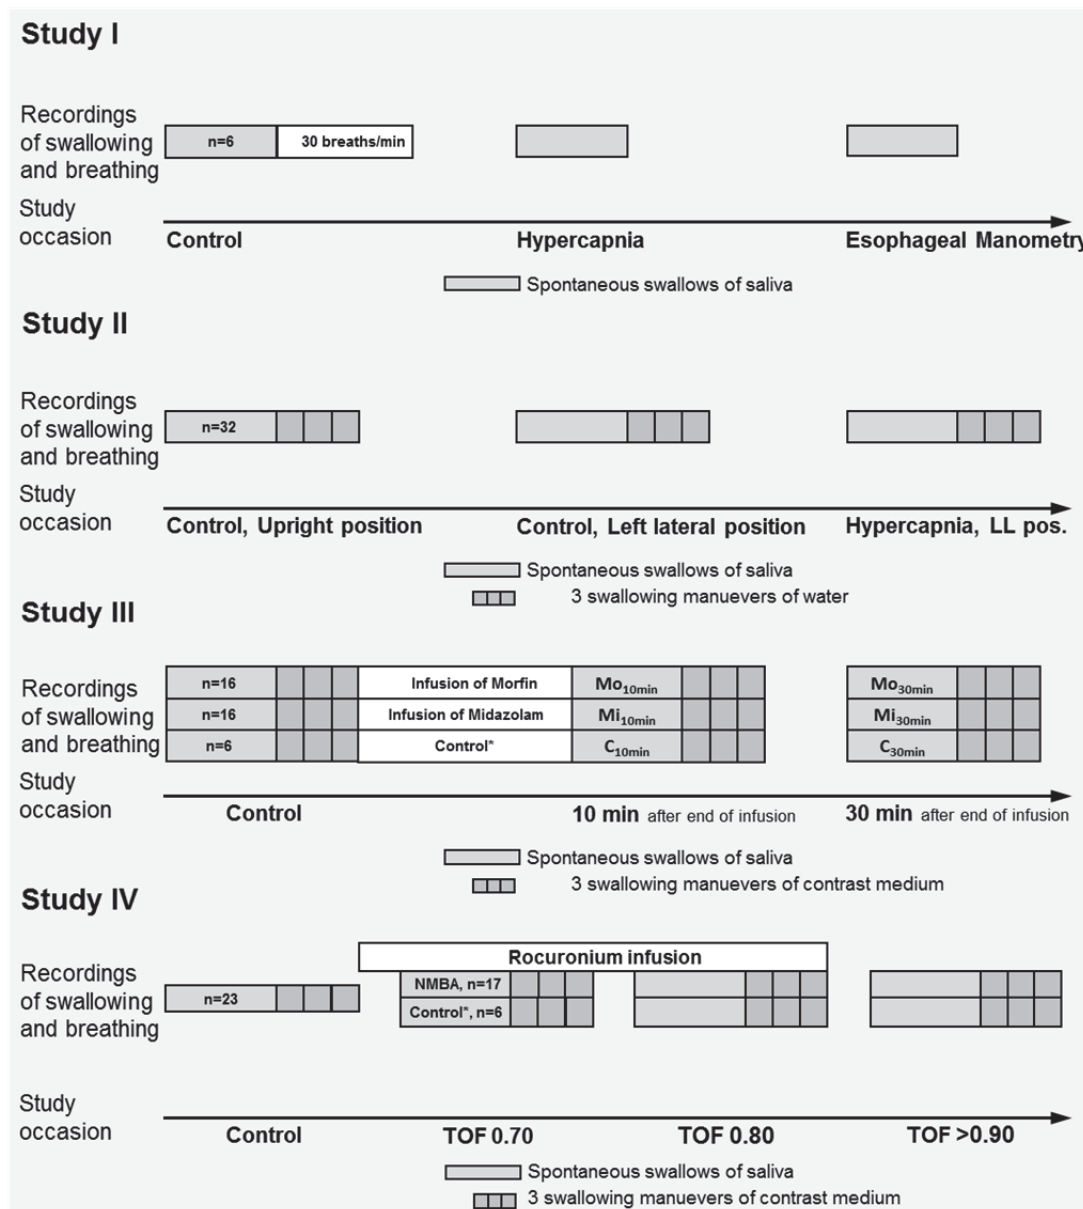 Study I
Recordings
of swallowing
and breathing
n=6
30 breaths/min
Study
occasion
Control
Hypercapnia
Esophageal Manometry
Spontaneous swallows of saliva
Study II
Recordings
of swallowing
and breathing
n=32
Study
occasion
Control, Upright position
Control, Left lateral position
Hypercapnia, LL pos.
Spontaneous swallows of saliva
3 swallowing manuevers of water
Study III
Recordings
of swallowing
and breathing
n=16 Infusion of Morfin Mo10min Mo30min
n=16 Infusion of Midazolam Mi10min Mi30min
n=6 Control* C10min C30min
Study
occasion
Control
10 min after end of infusion
30 min after end of infusion
Spontaneous swallows of saliva
3 swallowing manuevers of contrast medium
Study IV
Recordings
of swallowing
and breathing
Rocuronium infusion
n=23
NMBA, n=17
Control*, n=6
Study
occasion
Control
TOF 0.70
TOF 0.80
TOF >0.90
Spontaneous swallows of saliva
3 swallowing manuevers of contrast medium